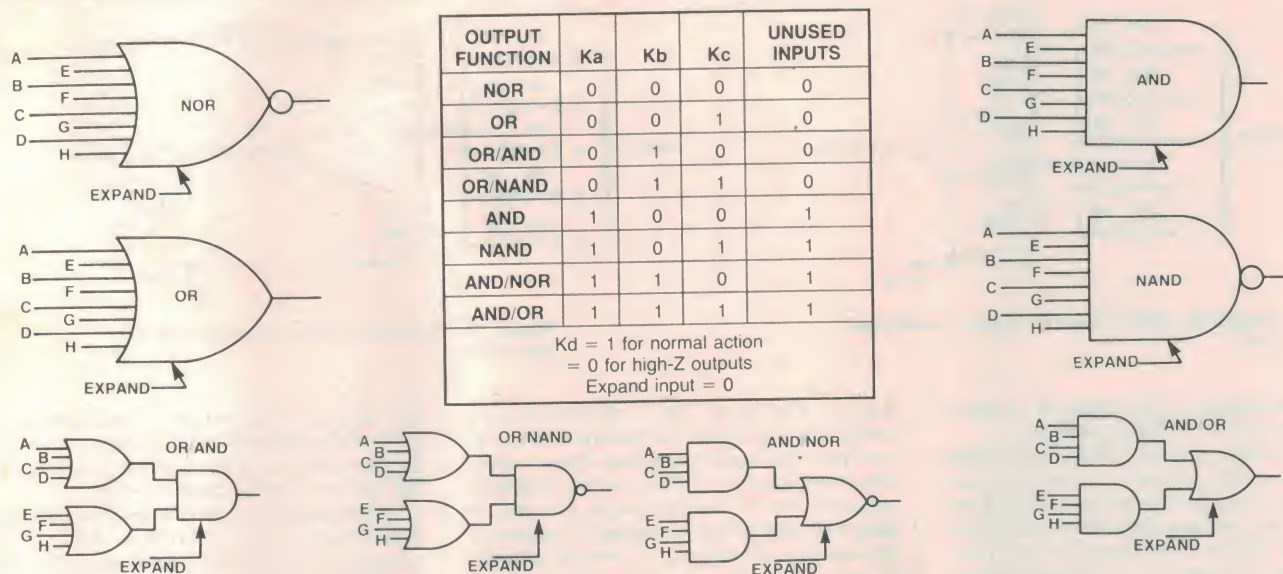 A
E
B
F
C
G
D
H
NOR
EXPAND
A
E
B
F
C
G
D
H
OR
EXPAND
OUTPUT FUNCTION Ka Kb Kc UNUSED INPUTS
NOR 0 0 0 0
OR 0 0 1 0
OR/AND 0 1 0 0
OR/NAND 0 1 1 0
AND 1 0 0 1
NAND 1 0 1 1
AND/NOR 1 1 0 1
AND/OR 1 1 1 1
Kd = 1 for normal action
= 0 for high-Z outputs
Expand input = 0
A
E
B
F
C
G
D
H
AND
EXPAND
A
E
B
F
C
G
D
H
NAND
EXPAND
OR/AND
A
B
C
D
E
F
G
H
EXPAND
OR/NAND
A
B
C
D
E
F
G
H
EXPAND
AND/NOR
A
B
C
D
E
F
G
H
EXPAND
AND/OR
A
B
C
D
E
F
G
H
EXPAND